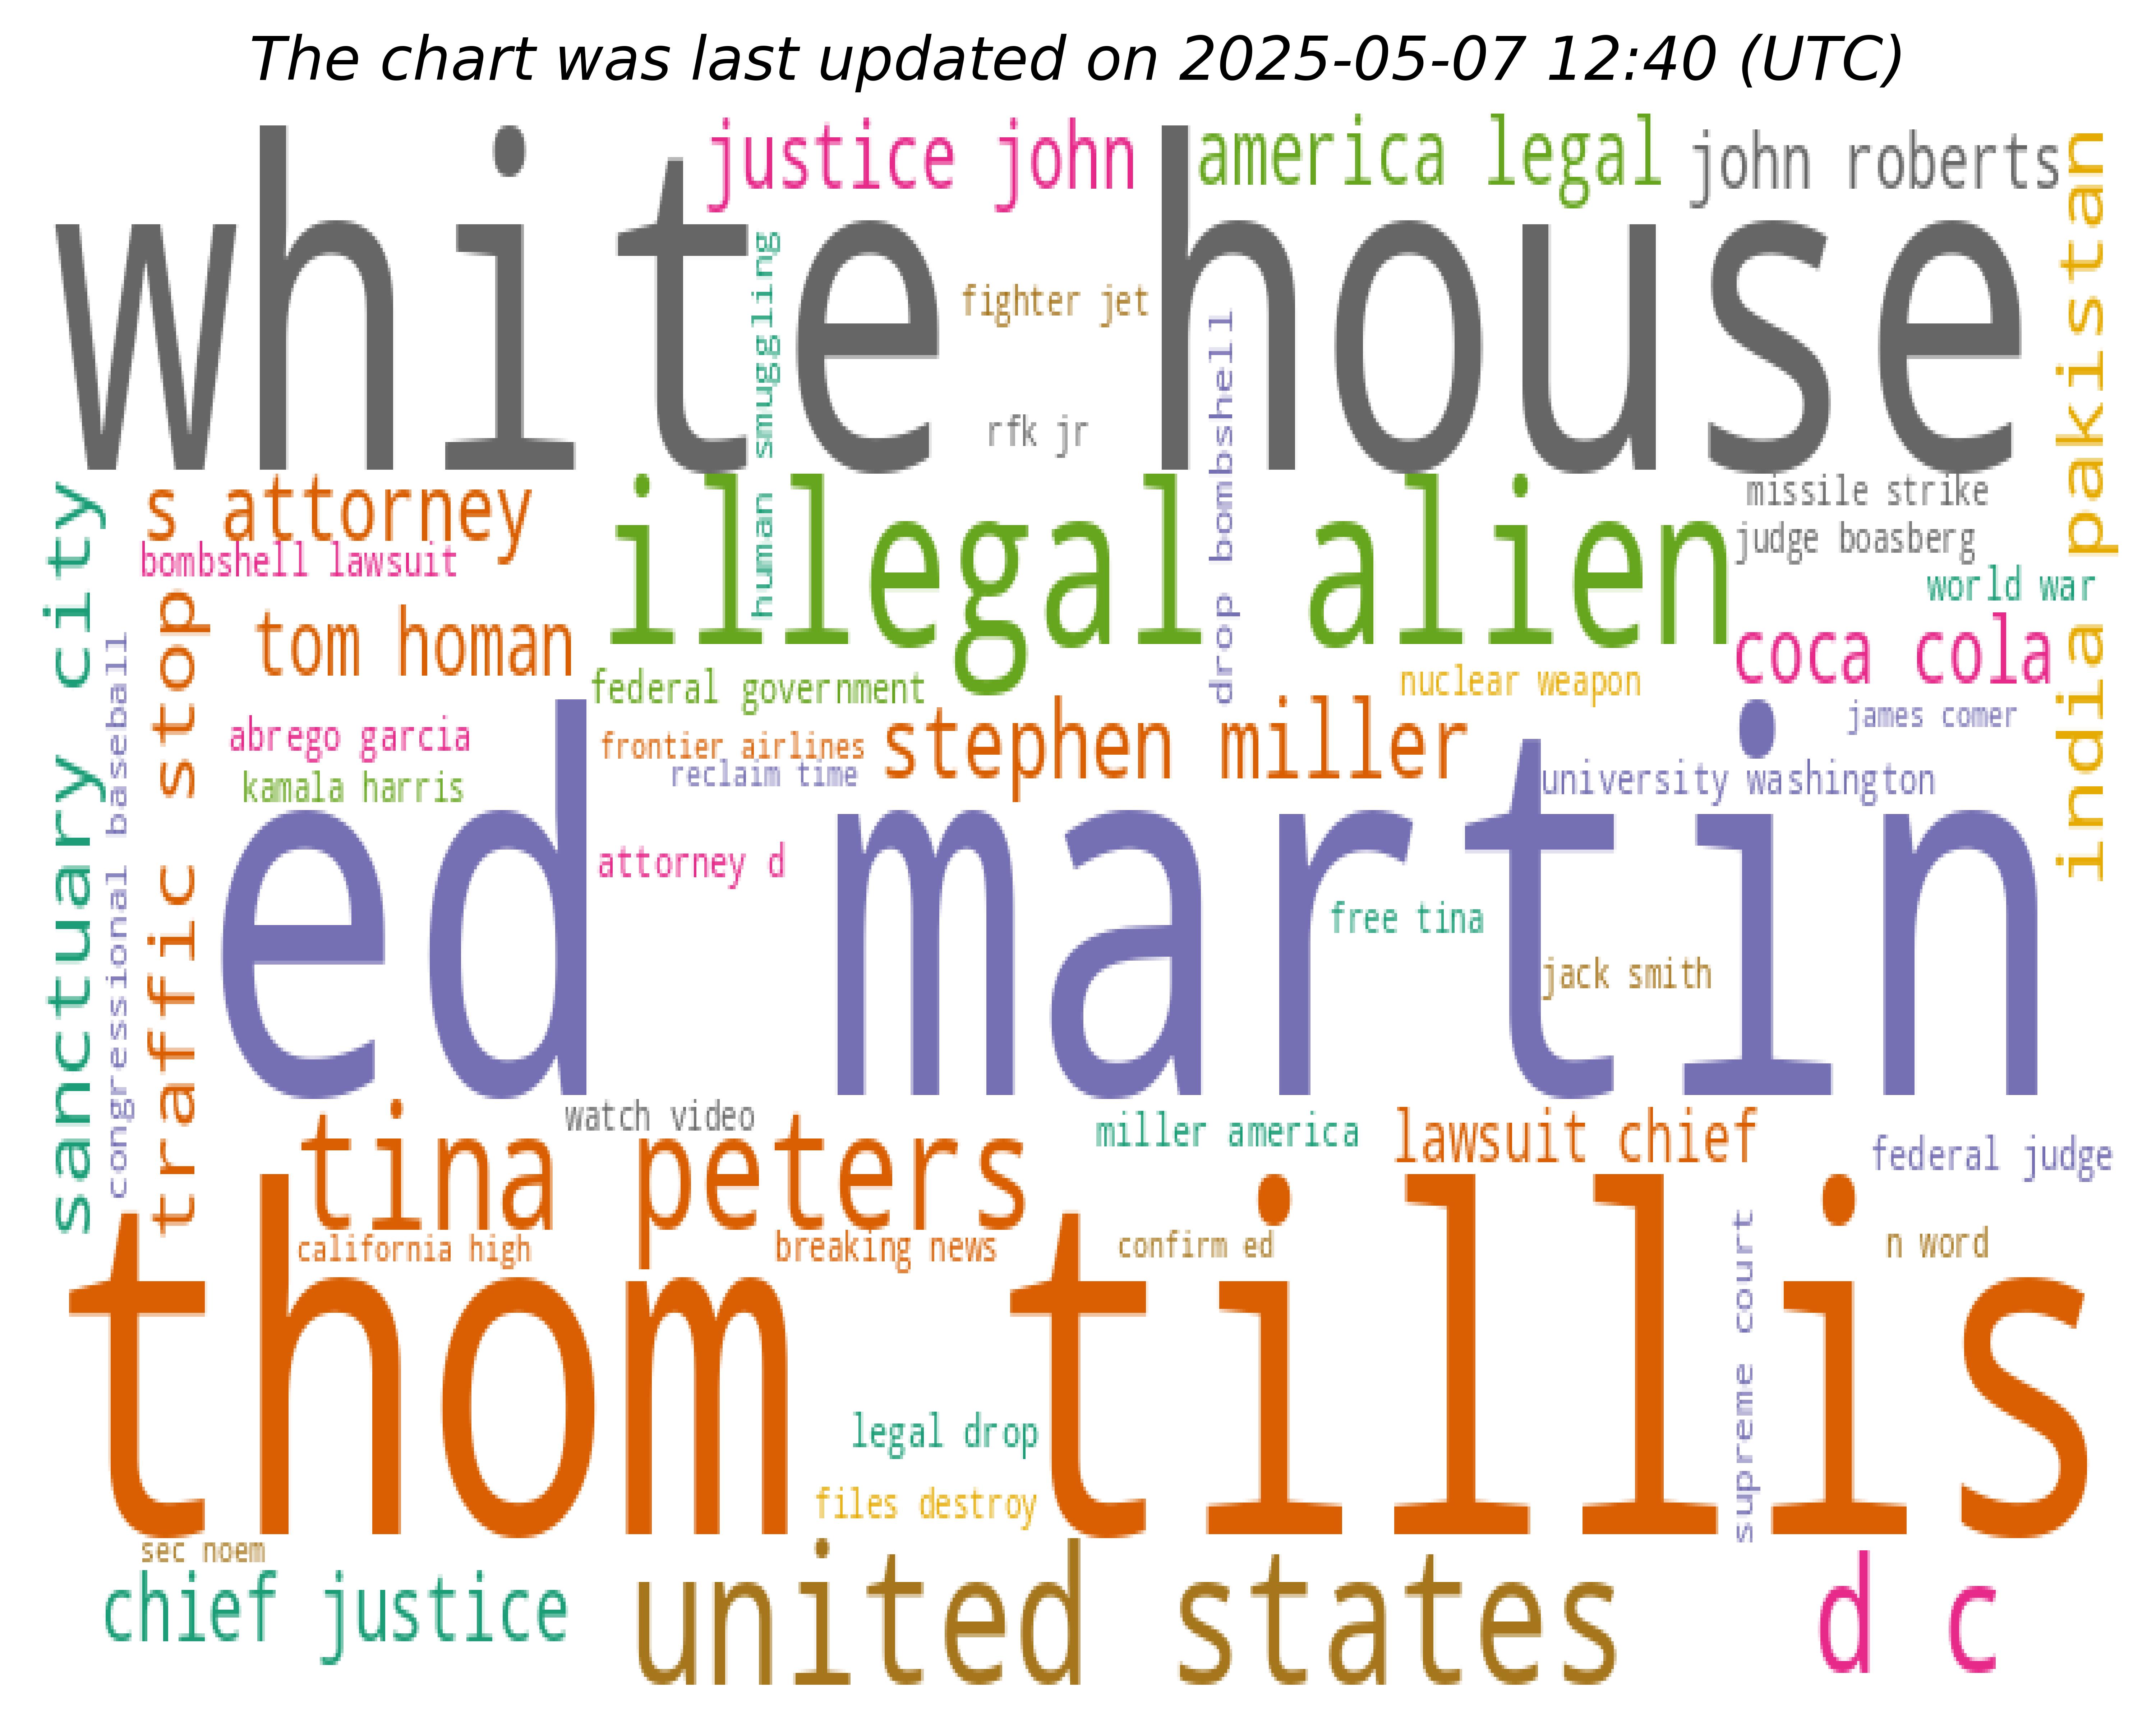 The chart was last updated on 2025-05-07 12:40 (UTC)
justice john
america legal
john roberts
white house
india pakistan
human smuggling
fighter jet
drop bombshell
rfk jr
sanctuary city
s attorney
illegal alien
missile strike
judge boasberg
bombshell lawsuit
world war
traffic stop
tom homan
coca cola
congressional baseball
federal government
nuclear weapon
stephen miller
james comer
abrego garcia
frontier airlines
reclaim time
university washington
kamala harris
ed martin
attorney d
free tina
jack smith
watch video
tina peters
miller america
lawsuit chief
federal judge
california high
breaking news
confirm ed
n word
supreme court
thom tillis
legal drop
files destroy
sec noem
chief justice
united states
d c